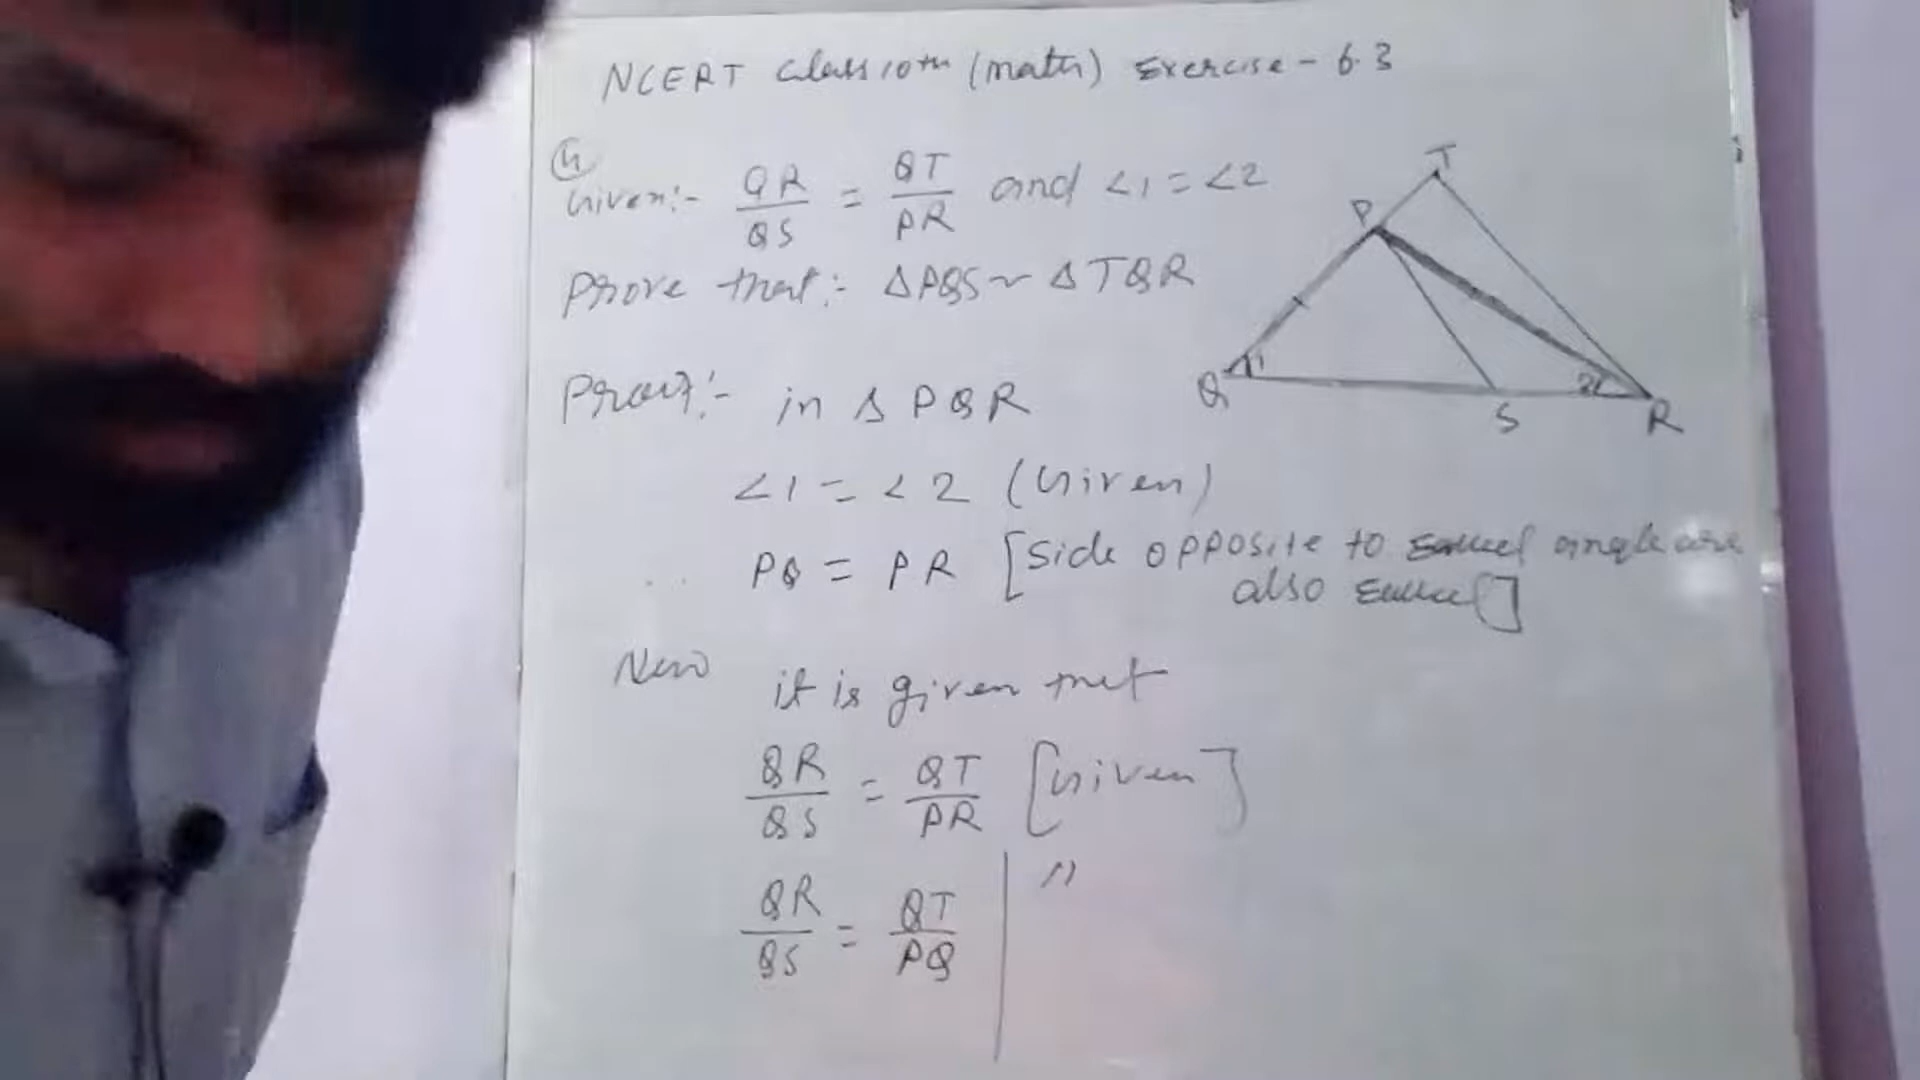 NCERT Class 10th (math) Exercise - 6.3
(4)
Given:- QR/QS = QT/PR and ∠1 = ∠2
Prove that:- ΔPQS ~ ΔTQR
Proof:- in Δ PQR
∠1 = ∠2 (Given)
PQ = PR [Side opposite to equal angle are
also equal]
Now it is given that
QR/QS = QT/PR [Given]
QR/QS = QT/PQ | "
T
P
1
2
Q
S
R